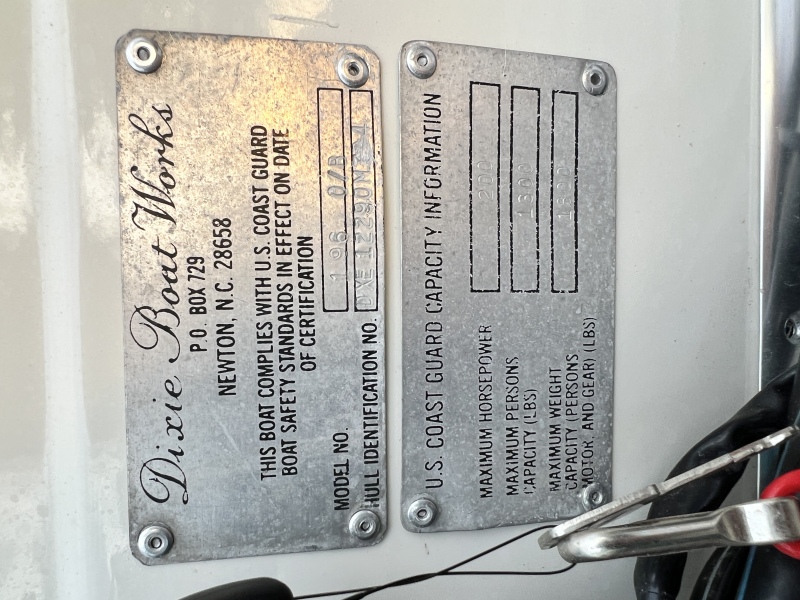 Dixie Boat Works
P.O. BOX 729
NEWTON, N.C. 28658
THIS BOAT COMPLIES WITH U.S. COAST GUARD
BOAT SAFETY STANDARDS IN EFFECT ON DATE
OF CERTIFICATION
MODEL NO. 195 O/B
HULL IDENTIFICATION NO.
U.S. COAST GUARD CAPACITY INFORMATION
MAXIMUM HORSEPOWER 200
MAXIMUM PERSONS
CAPACITY (LBS) 1300
MAXIMUM WEIGHT
CAPACITY (PERSONS
MOTOR, AND GEAR) (LBS)